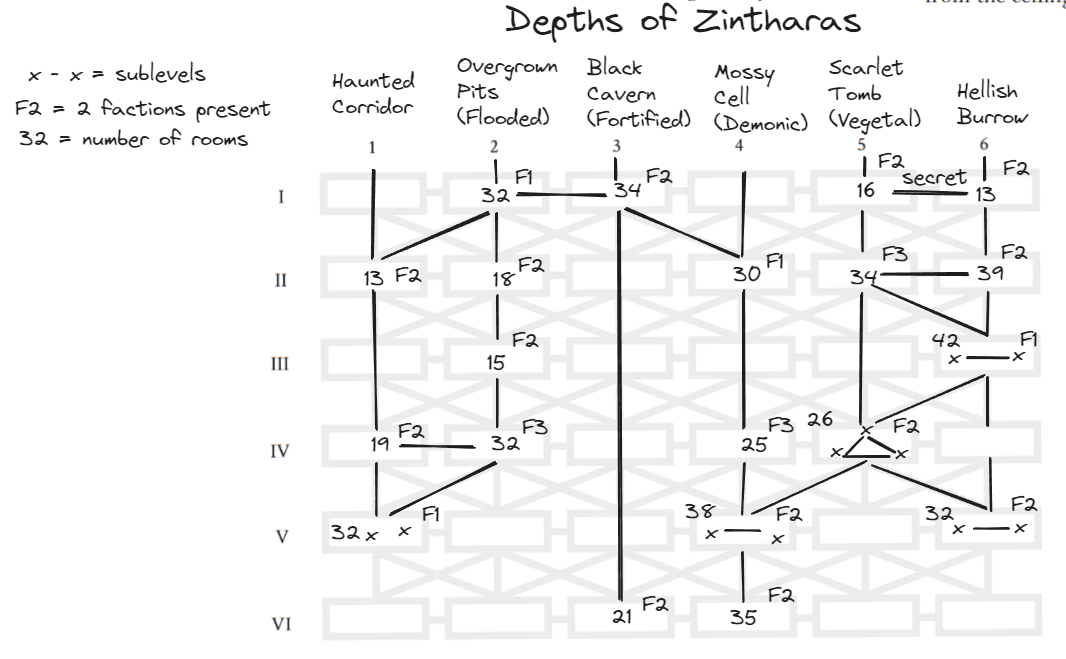 from the ceiling
Depths of Zintharas
x - x = sublevels
F2 = 2 factions present
32 = number of rooms
Haunted
Corridor
Overgrown
Pits
(Flooded)
Black
Cavern
(Fortified)
Mossy
Cell
(Demonic)
Scarlet
Tomb
(Vegetal)
Hellish
Burrow
1 2 3 4 5 6
I 32 F1 34 F2 16 F2 secret 13 F2
II 13 F2 18 F2 30 F1 34 F3 39 F2
III 15 F2 42 x x F1
IV 19 F2 32 F3 25 F3 26 x x x F2
V 32 x x F1 38 x x F2 32 x x F2
VI 21 F2 35 F2